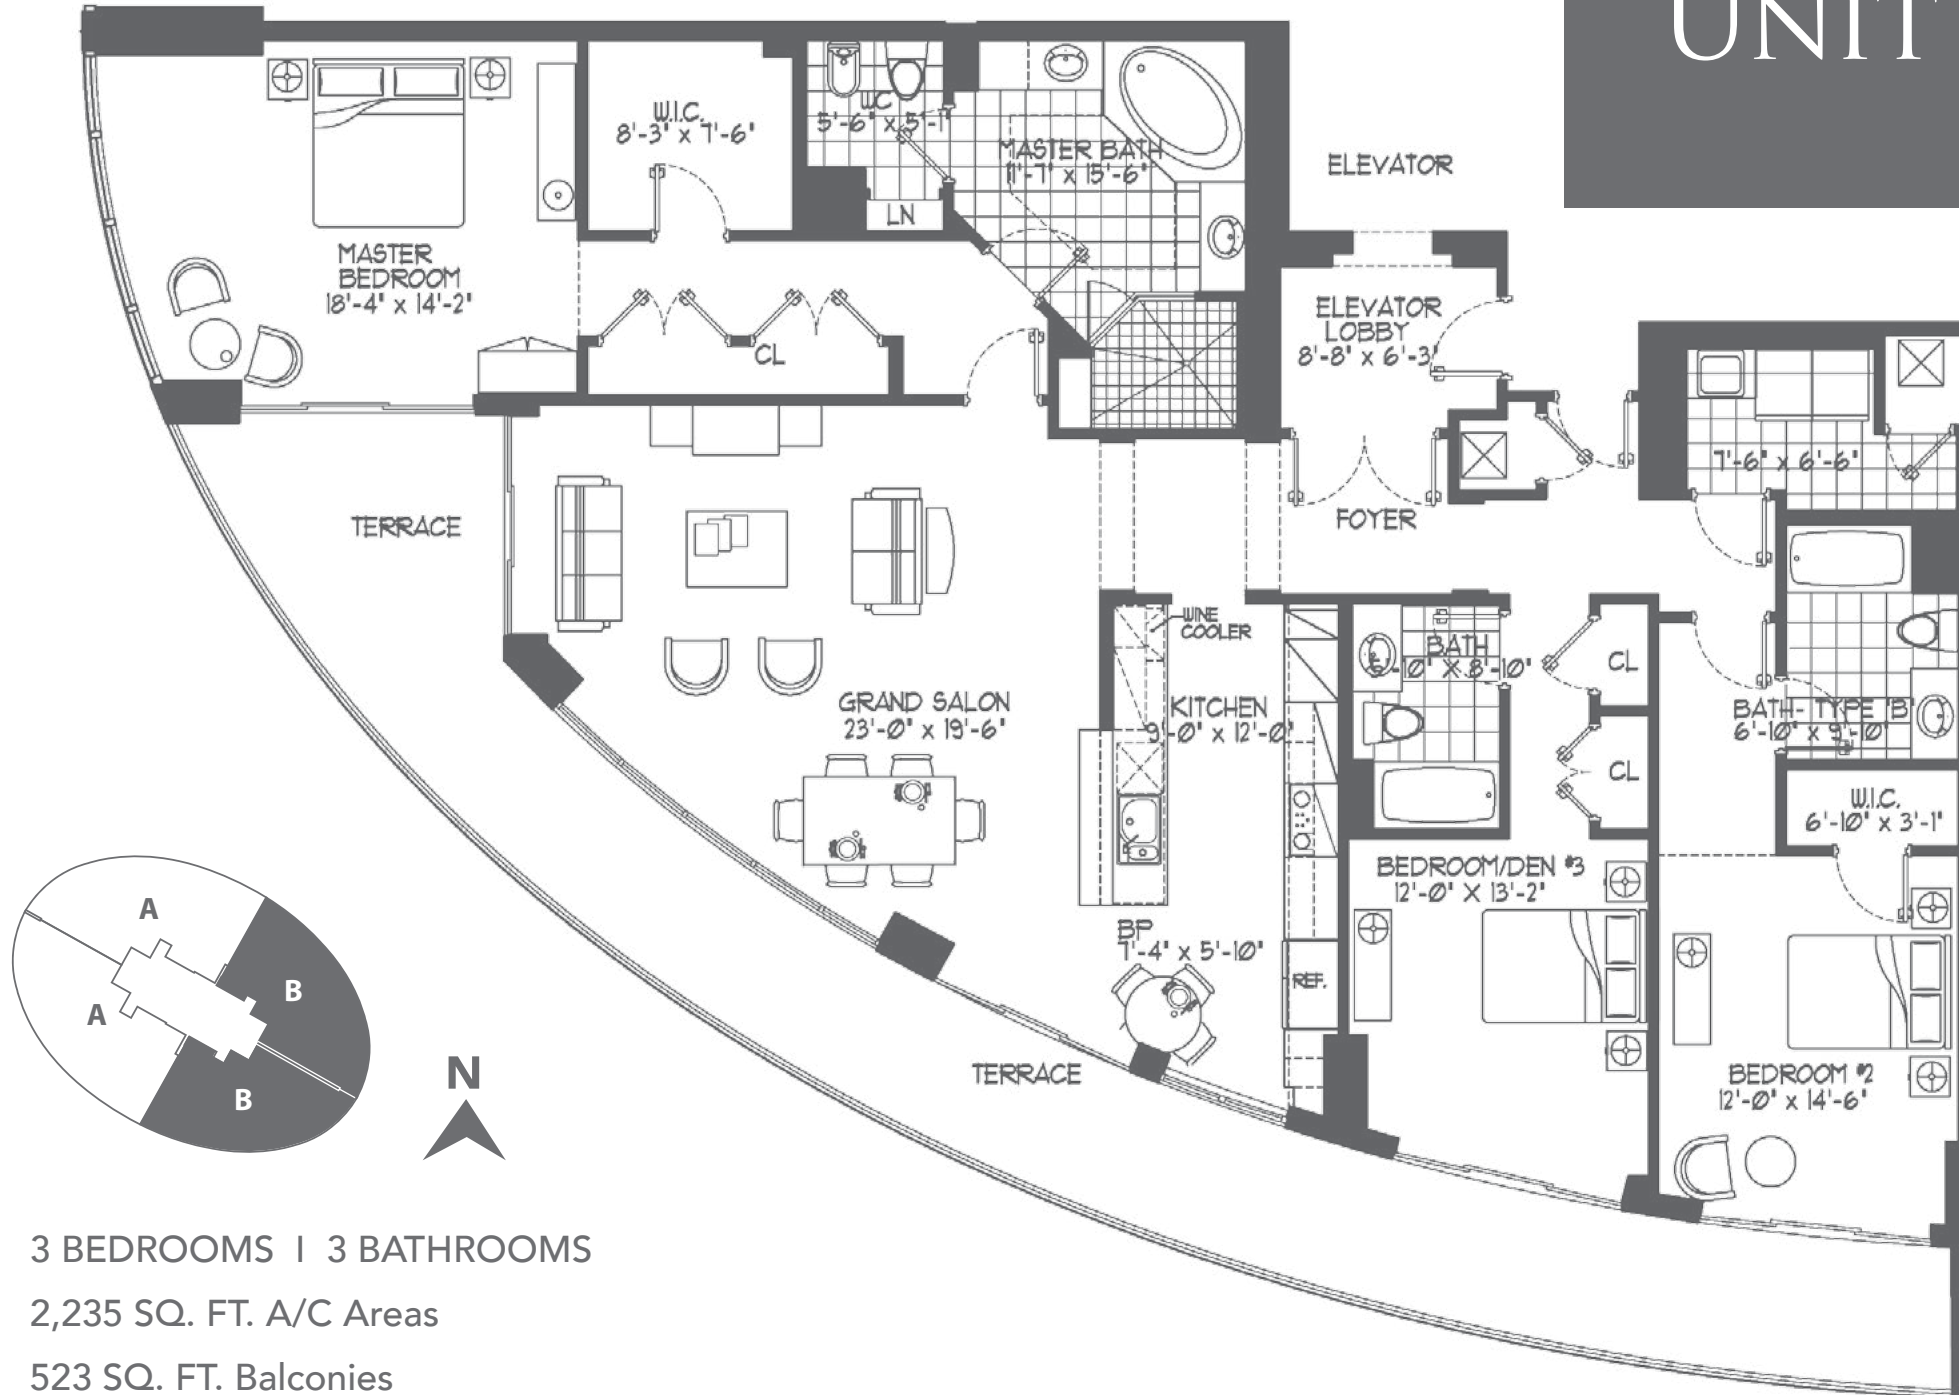 UNIT
W.I.C.
8'-3" x 7'-6"
WC
5'-6" x 5'-1"
MASTER BATH
11'-7" x 15'-6"
ELEVATOR
LN
MASTER
BEDROOM
18'-4" x 14'-2"
ELEVATOR
LOBBY
8'-8" x 6'-3"
CL
7'-6" x 6'-6"
TERRACE
FOYER
WINE
COOLER
BATH
5'-10" X 8'-10"
CL
GRAND SALON
23'-0" x 19'-6"
KITCHEN
9'-0" x 12'-0"
BATH- TYPE 'B'
6'-10" x 9'-10"
CL
W.I.C.
6'-10" x 3'-1"
BEDROOM/DEN #3
12'-0" X 13'-2"
BP
7'-4" x 5'-10"
REF.
TERRACE
BEDROOM #2
12'-0" x 14'-6"
A
B
A
B
N
3 BEDROOMS I 3 BATHROOMS
2,235 SQ. FT. A/C Areas
523 SQ. FT. Balconies